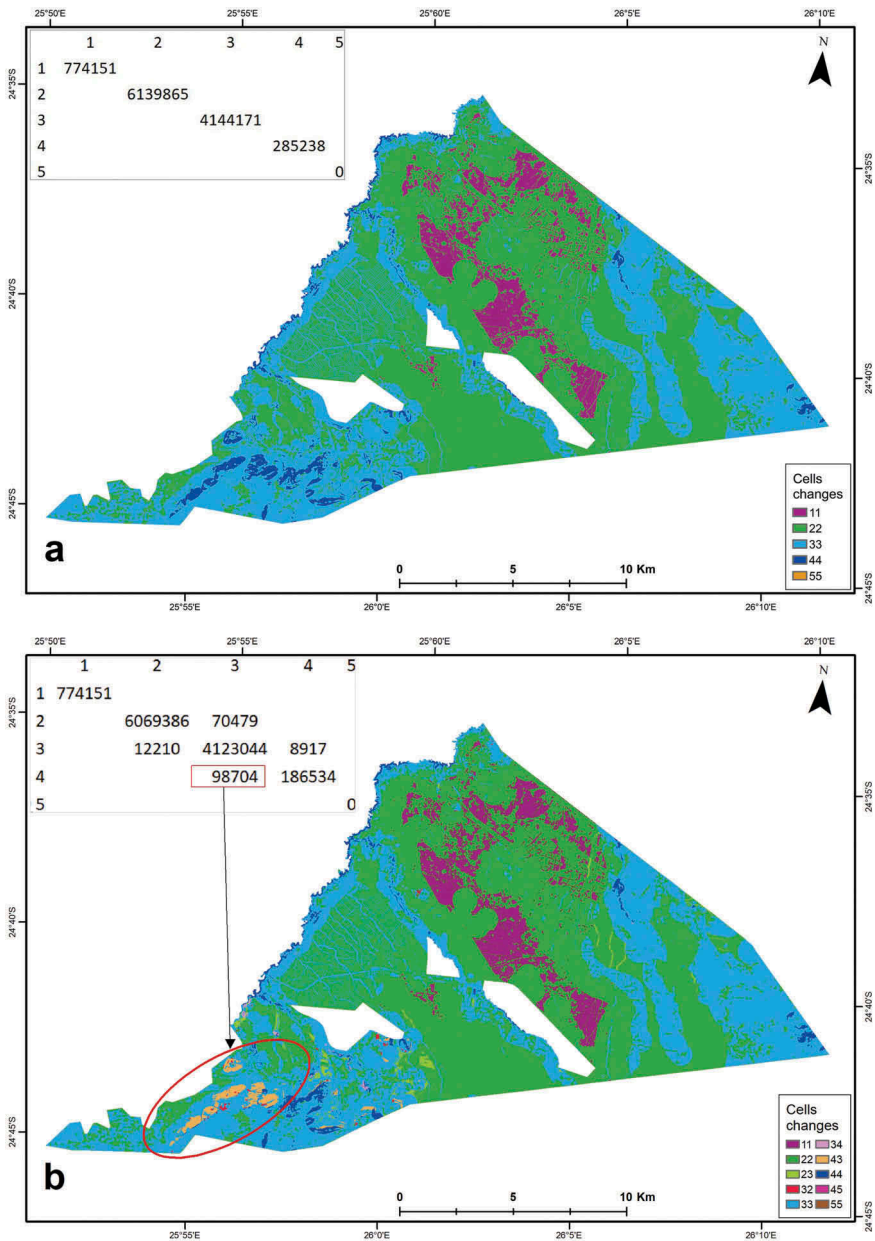 25°50'E 25°55'E 25°60'E 26°5'E 26°10'E
1 2 3 4 5
1 774151
2 6139865
3 4144171
4 285238
5 0
N
24°35'S
24°40'S
24°45'S
24°35'S
24°40'S
24°45'S
Cells
changes
11
22
33
44
55
a
0 5 10 Km
25°55'E 26°0'E 26°5'E 26°10'E
25°50'E 25°55'E 25°60'E 26°5'E 26°10'E
1 2 3 4 5
1 774151
2 6069386 70479
3 12210 4123044 8917
4 98704 186534
5 0
N
24°35'S
24°40'S
24°45'S
24°35'S
24°40'S
24°45'S
Cells
changes
11 34
22 43
23 44
32 45
33 55
b
0 5 10 Km
25°55'E 26°0'E 26°5'E 26°10'E